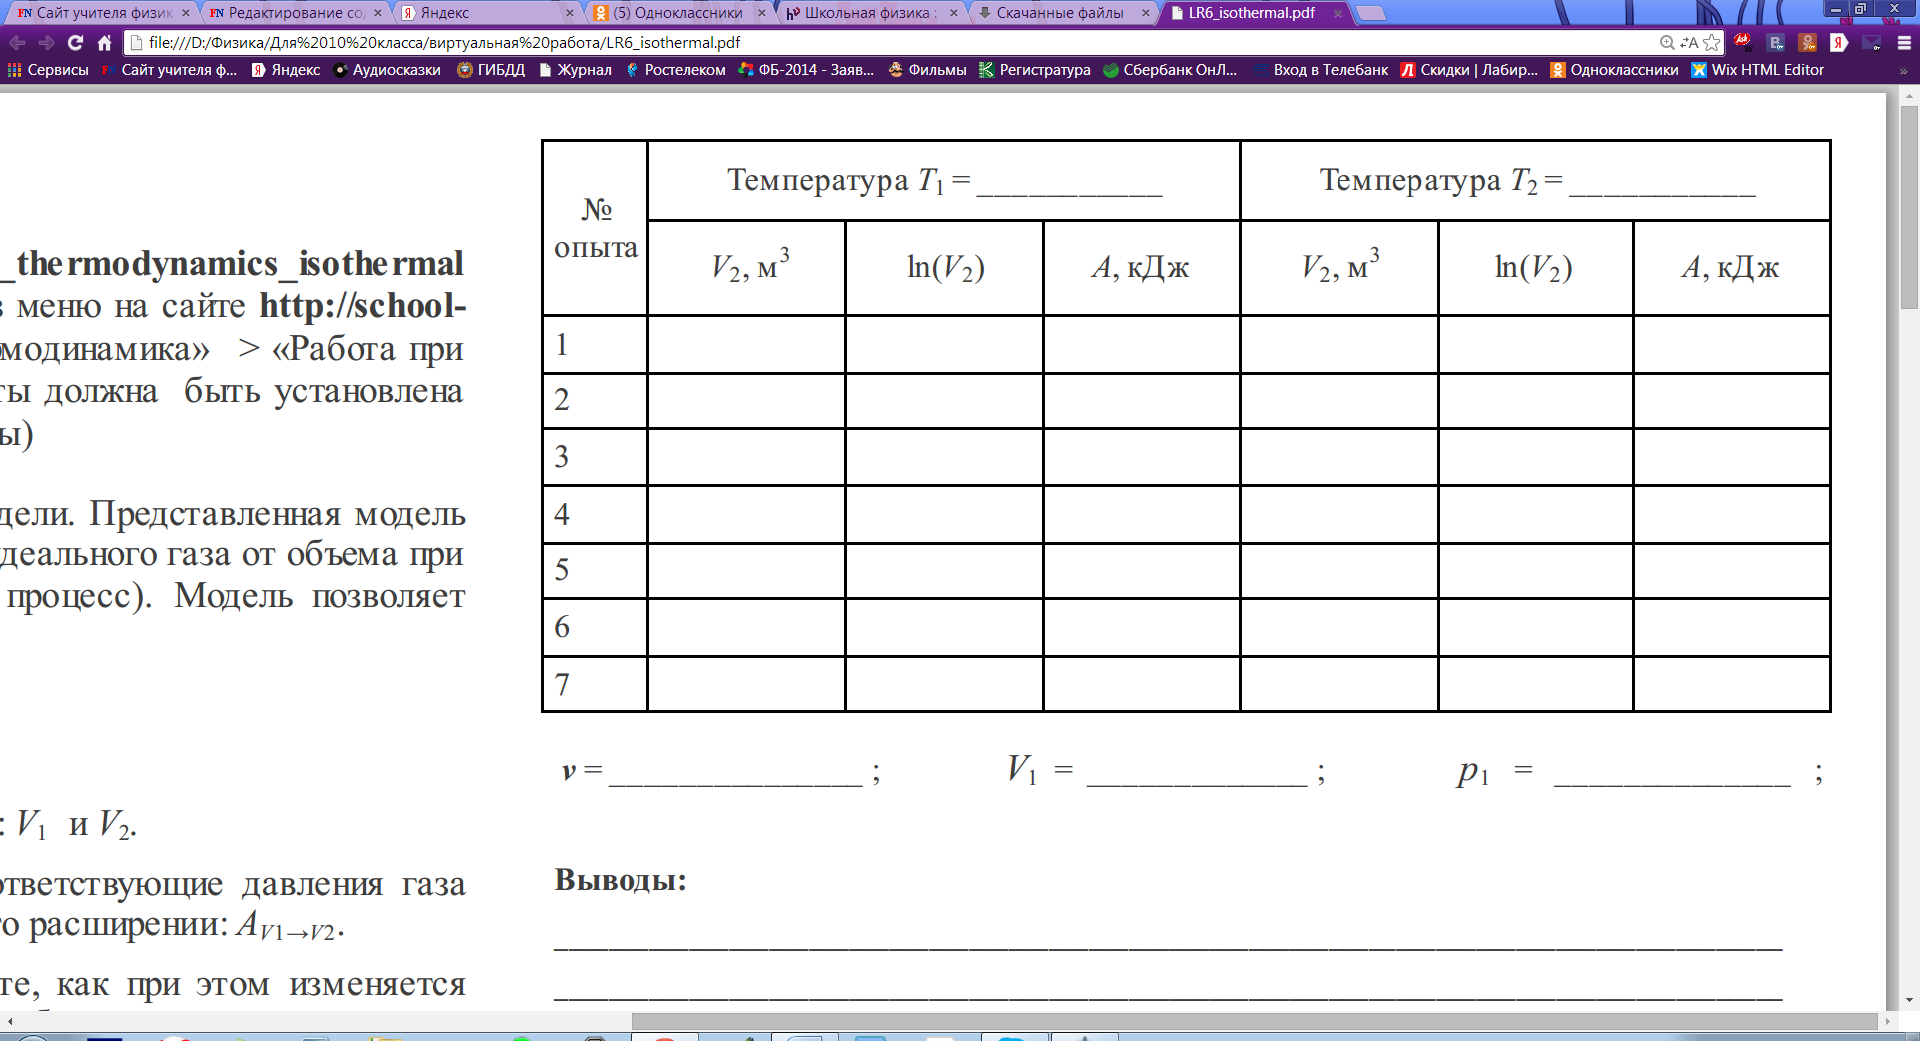 Сайт учителя физик
Редактирование со
Яндекс
(5) Одноклассники
Школьная физика :
Скачанные файлы
LR6_isothermal.pdf
file:///D:/Физика/Для%2010%20класса/виртуальная%20работа/LR6_isothermal.pdf
Сервисы Сайт учителя ф... Яндекс Аудиосказки ГИБДД Журнал Ростелеком ФБ-2014 - Заяв... Фильмы Регистратура Сбербанк ОнЛ... Вход в Телебанк Скидки | Лабир... Одноклассники Wix HTML Editor »
_thermodynamics_isothermal
в меню на сайте http://school-
модинамика» > «Работа при
ты должна быть установлена
ы)
дели. Представленная модель
идеального газа от объема при
процесс). Модель позволяет
: V1 и V2.
ответствующие давления газа
го расширении: AV1→V2.
те, как при этом изменяется
№ опыта
Температура T1 = ___________ Температура T2 = ___________
V2, м³ ln(V2) A, кДж V2, м³ ln(V2) A, кДж
1
2
3
4
5
6
7
ν = _______________ ; V1 = _____________ ; p1 = ______________ ;
Выводы: